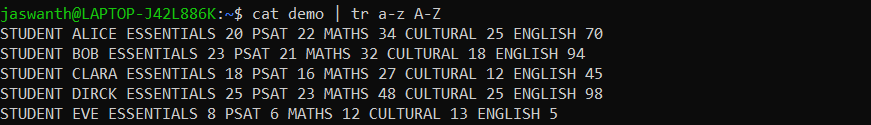 jaswanth@LAPTOP-J42L886K:~$ cat demo | tr a-z A-Z
STUDENT ALICE ESSENTIALS 20 PSAT 22 MATHS 34 CULTURAL 25 ENGLISH 70
STUDENT BOB ESSENTIALS 23 PSAT 21 MATHS 32 CULTURAL 18 ENGLISH 94
STUDENT CLARA ESSENTIALS 18 PSAT 16 MATHS 27 CULTURAL 12 ENGLISH 45
STUDENT DIRCK ESSENTIALS 25 PSAT 23 MATHS 48 CULTURAL 25 ENGLISH 98
STUDENT EVE ESSENTIALS 8 PSAT 6 MATHS 12 CULTURAL 13 ENGLISH 5